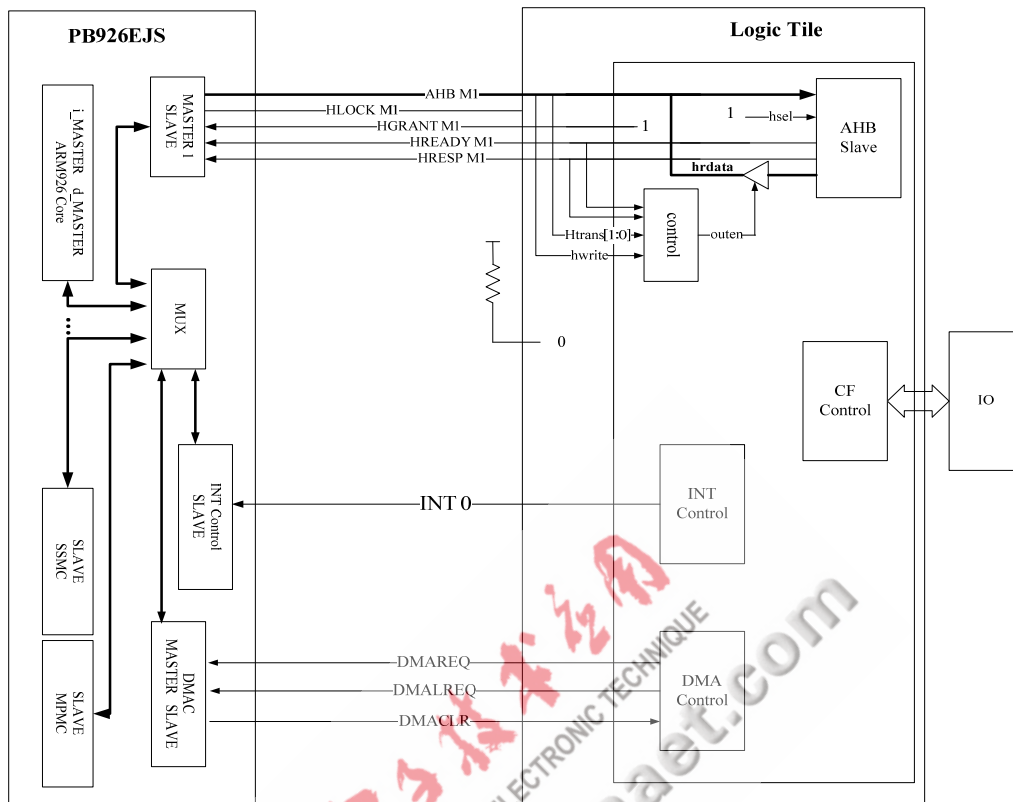 PB926EJS
Logic Tile
i_MASTER d_MASTER
ARM926 Core
MASTER 1
SLAVE
AHB M1
HLOCK M1
HGRANT M1
1
HREADY M1
HRESP M1
1
hsel
AHB
Slave
hrdata
control
Htrans[1:0]
hwrite
outen
MUX
0
CF
Control
IO
INT Control
SLAVE
INT 0
INT
Control
SLAVE
SSMC
SLAVE
MPMC
DMAC
MASTER SLAVE
DMAREQ
DMALREQ
DMACLR
DMA
Control
ELECTRONIC TECHNIQUE